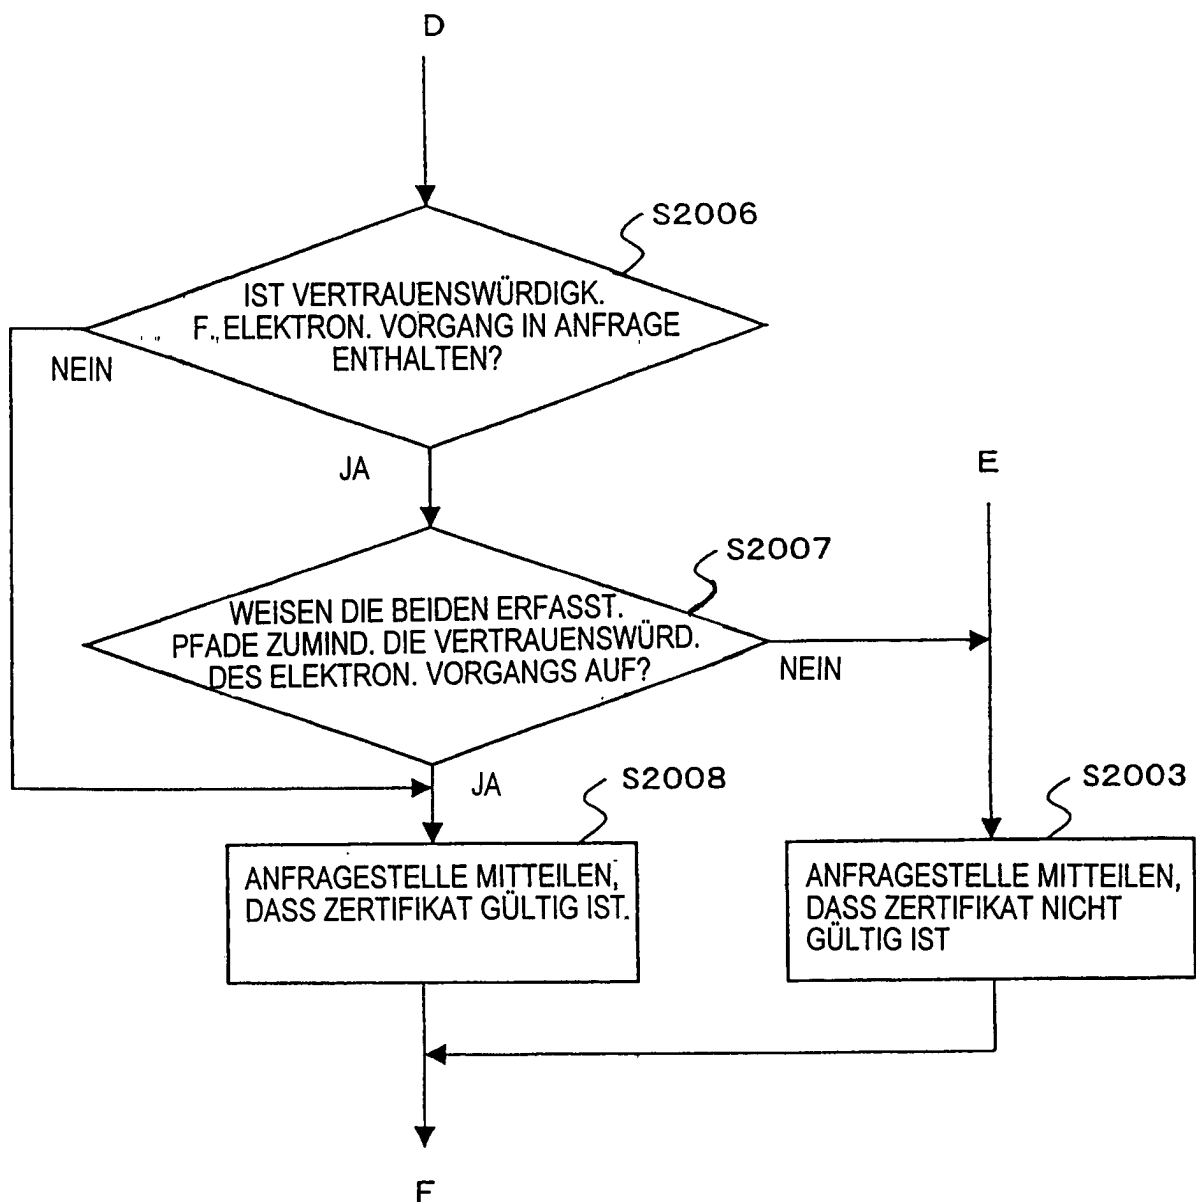 D
S2006
IST VERTRAUENSWÜRDIGK.
F. ELEKTRON. VORGANG IN ANFRAGE
ENTHALTEN?
NEIN
JA
E
S2007
WEISEN DIE BEIDEN ERFASST.
PFADE ZUMIND. DIE VERTRAUENSWÜRD.
DES ELEKTRON. VORGANGS AUF?
NEIN
JA
S2008
S2003
ANFRAGESTELLE MITTEILEN,
DASS ZERTIFIKAT GÜLTIG IST.
ANFRAGESTELLE MITTEILEN,
DASS ZERTIFIKAT NICHT
GÜLTIG IST
F